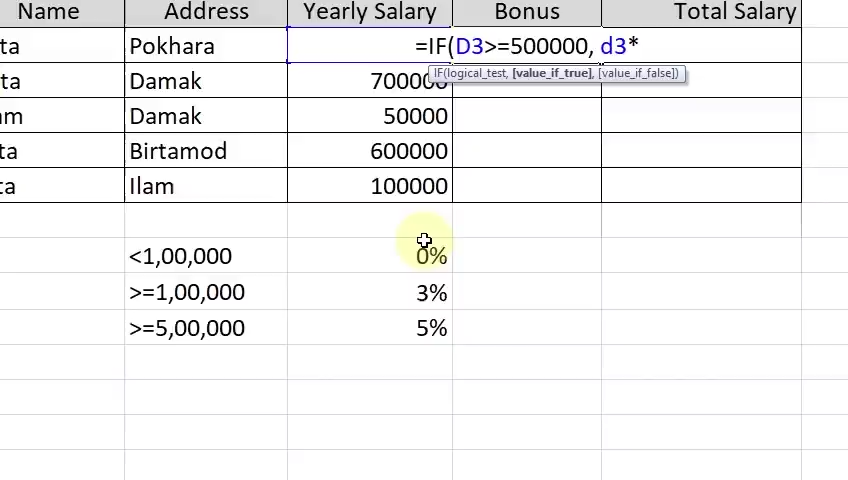 Name Address Yearly Salary Bonus Total Salary
ta Pokhara =IF(D3>=500000, d3*
IF(logical_test, [value_if_true], [value_if_false])
ta Damak 700000
m Damak 50000
ta Birtamod 600000
ta Ilam 100000
<1,00,000 0%
>=1,00,000 3%
>=5,00,000 5%